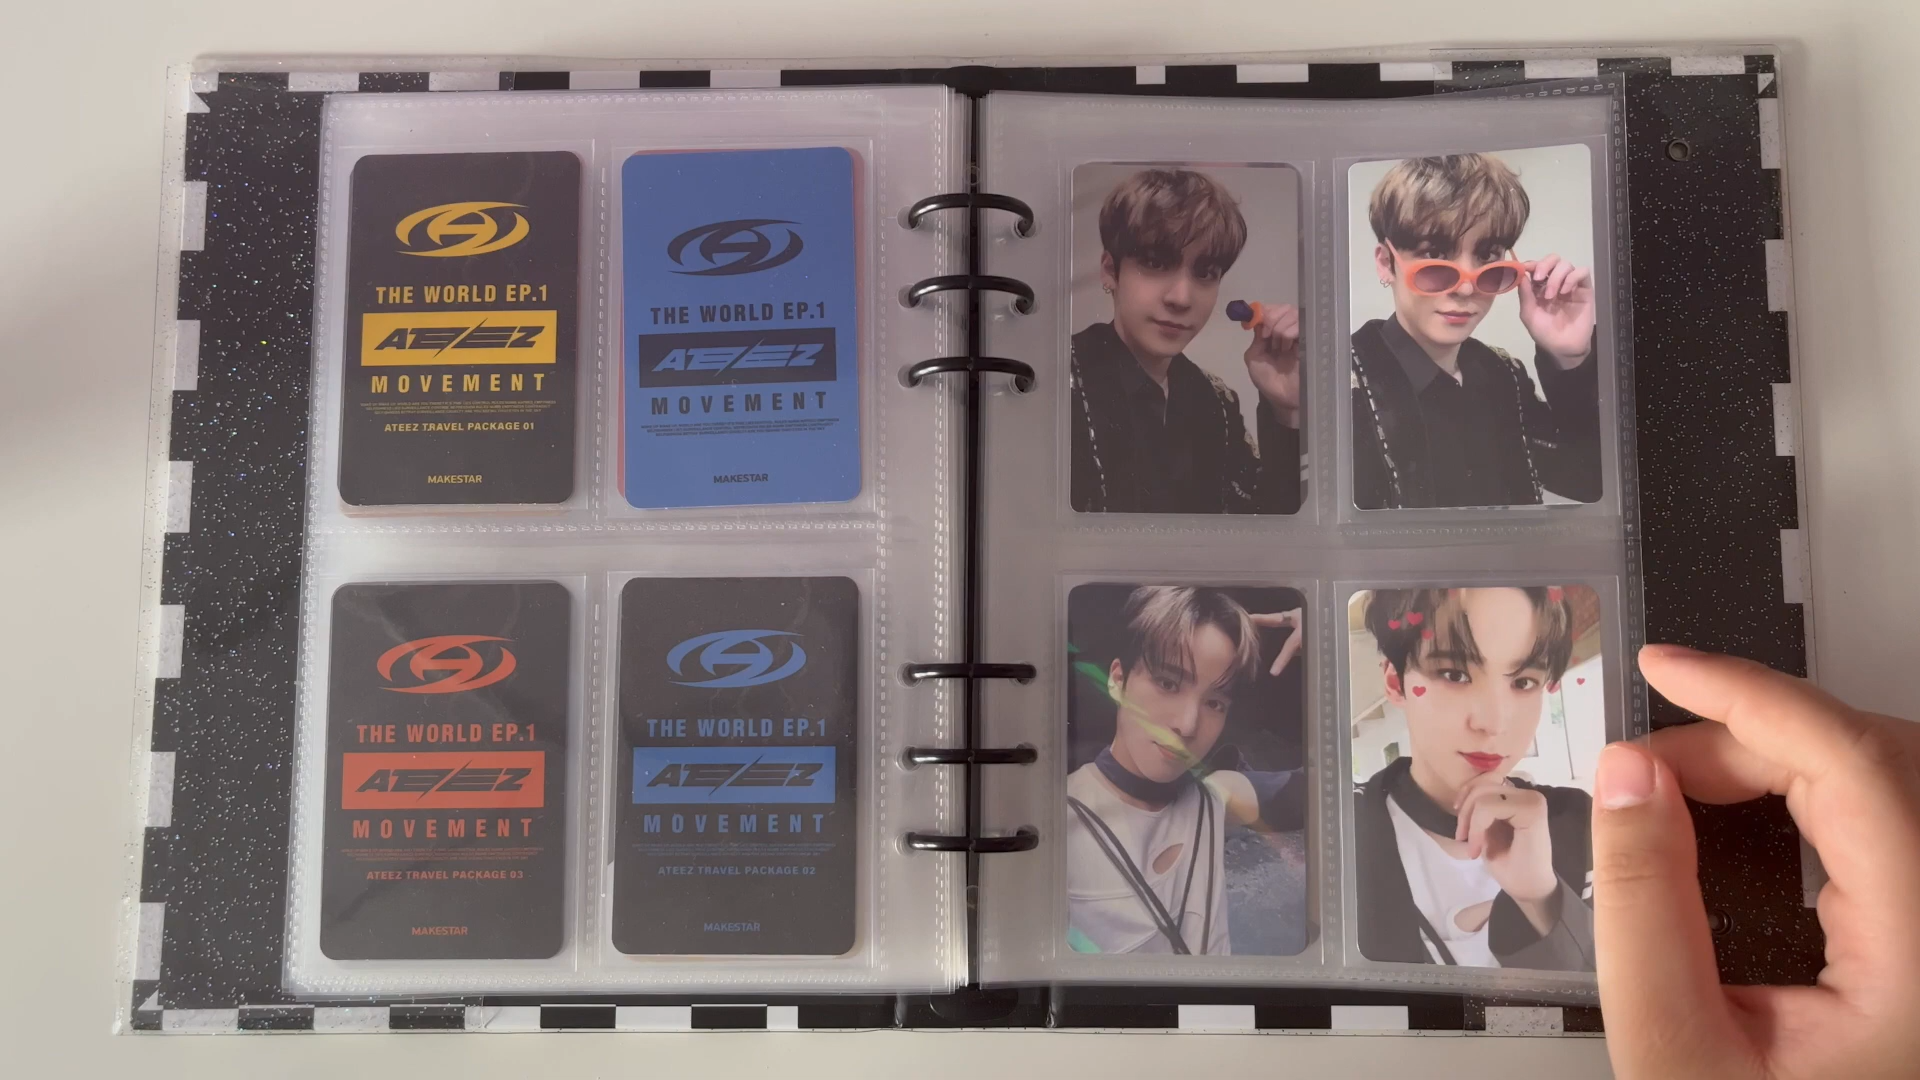 THE WORLD EP.1
ATEEZ
MOVEMENT
ATEEZ TRAVEL PACKAGE 01
MAKESTAR
THE WORLD EP.1
ATEEZ
MOVEMENT
MAKESTAR
THE WORLD EP.1
ATEEZ
MOVEMENT
ATEEZ TRAVEL PACKAGE 03
MAKESTAR
THE WORLD EP.1
ATEEZ
MOVEMENT
ATEEZ TRAVEL PACKAGE 02
MAKESTAR